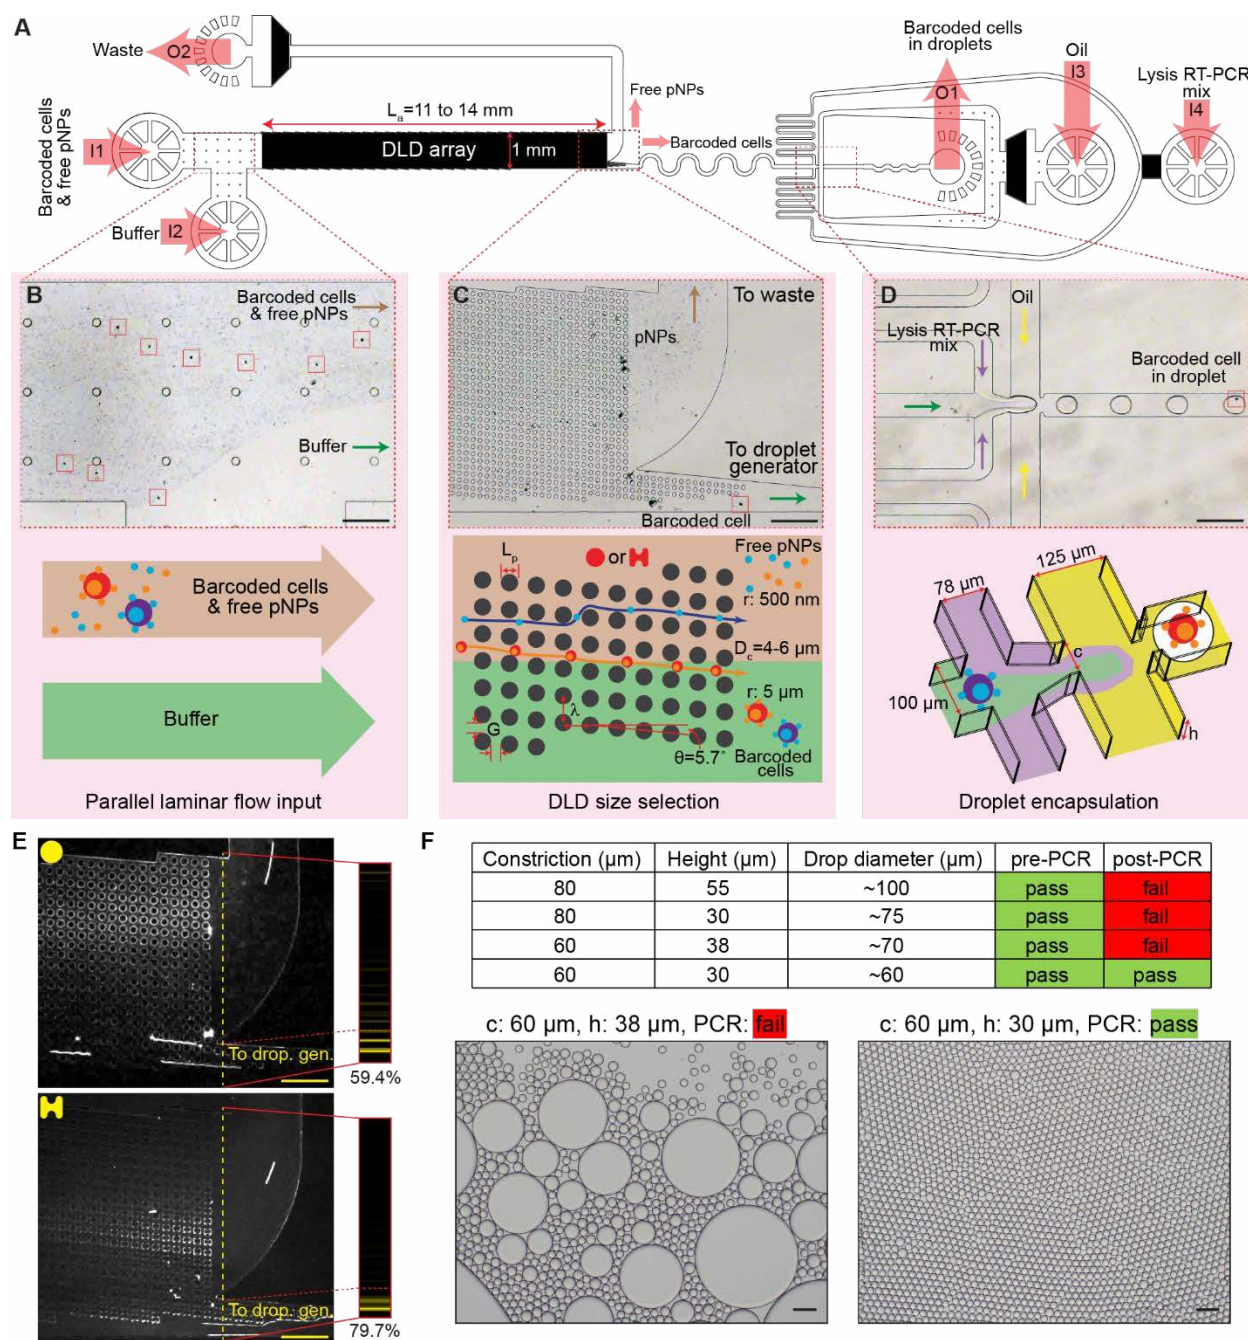 A
Waste
O2
Barcoded cells
& free pNPs
I1
Buffer
I2
Lₐ=11 to 14 mm
DLD array
1 mm
Free pNPs
Barcoded cells
Barcoded cells
in droplets
O1
Oil
I3
Lysis RT-PCR
mix
I4
B
Barcoded cells
& free pNPs
Buffer
Barcoded cells
& free pNPs
Buffer
Parallel laminar flow input
C
To waste
pNPs
To droplet
generator
Barcoded cell
Lₚ
or
Free pNPs
r: 500 nm
D꜀=4-6 µm
r: 5 µm
λ
G
θ=5.7°
Barcoded
cells
DLD size selection
D
Oil
Lysis RT-PCR
mix
Barcoded cell
in droplet
125 µm
78 µm
c
100 µm
h
Droplet encapsulation
E
To drop. gen.
59.4%
To drop. gen.
79.7%
F
Constriction (µm) Height (µm) Drop diameter (µm) pre-PCR post-PCR
80 55 ~100 pass fail
80 30 ~75 pass fail
60 38 ~70 pass fail
60 30 ~60 pass pass
c: 60 µm, h: 38 µm, PCR: fail
c: 60 µm, h: 30 µm, PCR: pass